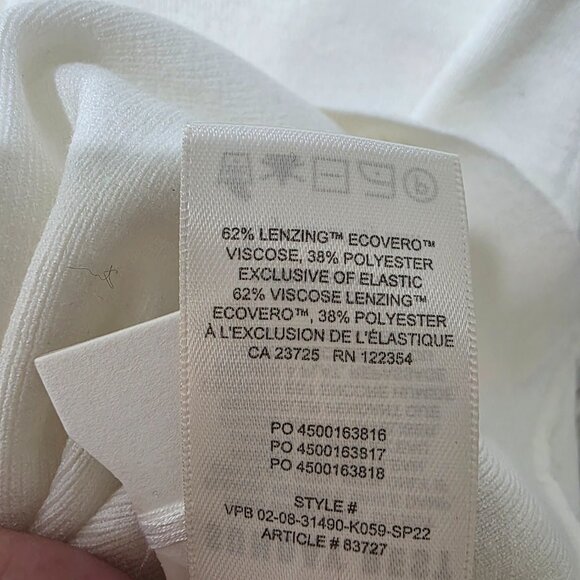 62% LENZING™ ECOVERO™
VISCOSE, 38% POLYESTER
EXCLUSIVE OF ELASTIC
62% VISCOSE LENZING™
ECOVERO™, 38% POLYESTER
À L'EXCLUSION DE L'ÉLASTIQUE
CA 23725 RN 122354
PO 4500163816
PO 4500163817
PO 4500163818
STYLE #
VPB 02-08-31490-K059-SP22
ARTICLE # 83727